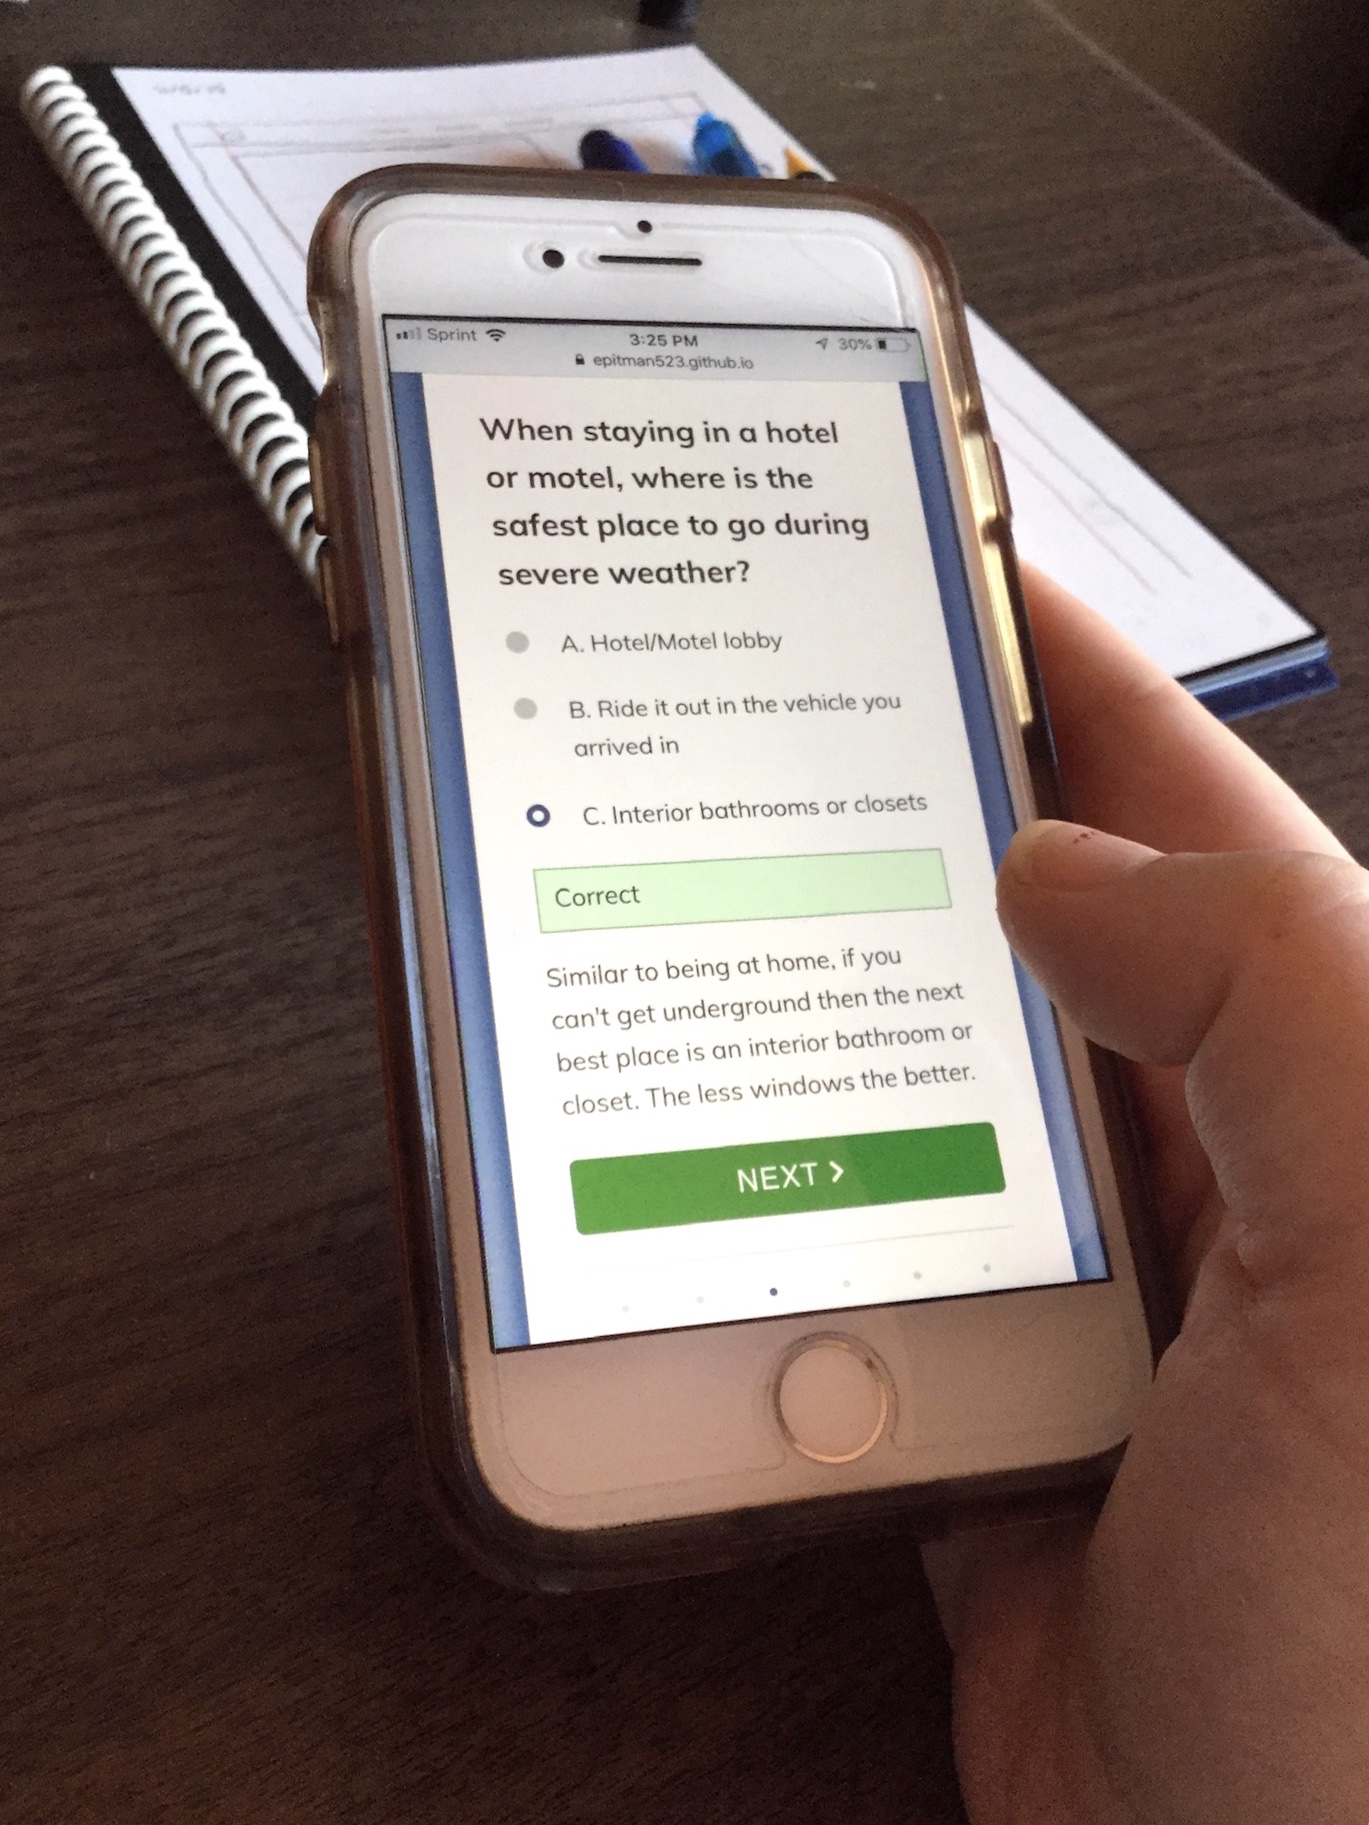 Sprint 3:25 PM 30%
epitman523.github.io
When staying in a hotel
or motel, where is the
safest place to go during
severe weather?
A. Hotel/Motel lobby
B. Ride it out in the vehicle you
arrived in
C. Interior bathrooms or closets
Correct
Similar to being at home, if you
can't get underground then the next
best place is an interior bathroom or
closet. The less windows the better.
NEXT >